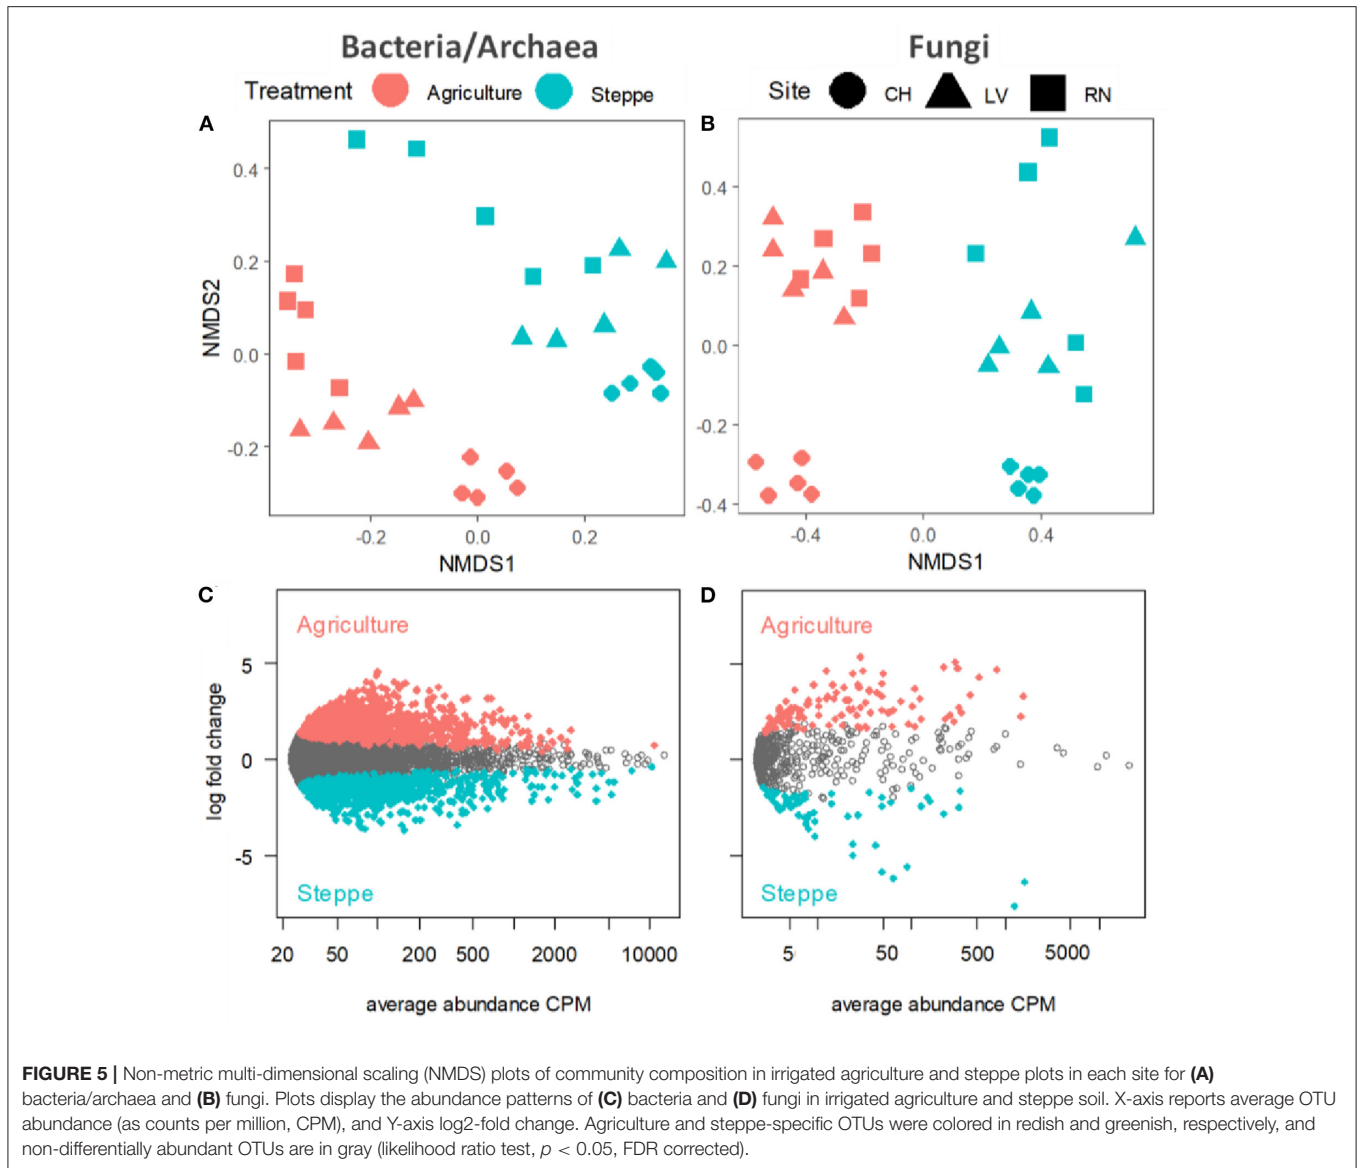 Bacteria/Archaea Fungi
Treatment Agriculture Steppe Site CH LV RN
A B
0.4
0.2
0.0
-0.2
NMDS2
-0.2 0.0 0.2
NMDS1
0.4
0.2
0.0
-0.2
-0.4
-0.4 0.0 0.4
NMDS1
C D
Agriculture
5
0
-5
log fold change
Steppe
20 50 200 500 2000 10000
average abundance CPM
Agriculture
Steppe
5 50 500 5000
average abundance CPM
FIGURE 5 | Non-metric multi-dimensional scaling (NMDS) plots of community composition in irrigated agriculture and steppe plots in each site for (A)
bacteria/archaea and (B) fungi. Plots display the abundance patterns of (C) bacteria and (D) fungi in irrigated agriculture and steppe soil. X-axis reports average OTU
abundance (as counts per million, CPM), and Y-axis log2-fold change. Agriculture and steppe-specific OTUs were colored in redish and greenish, respectively, and
non-differentially abundant OTUs are in gray (likelihood ratio test, p < 0.05, FDR corrected).